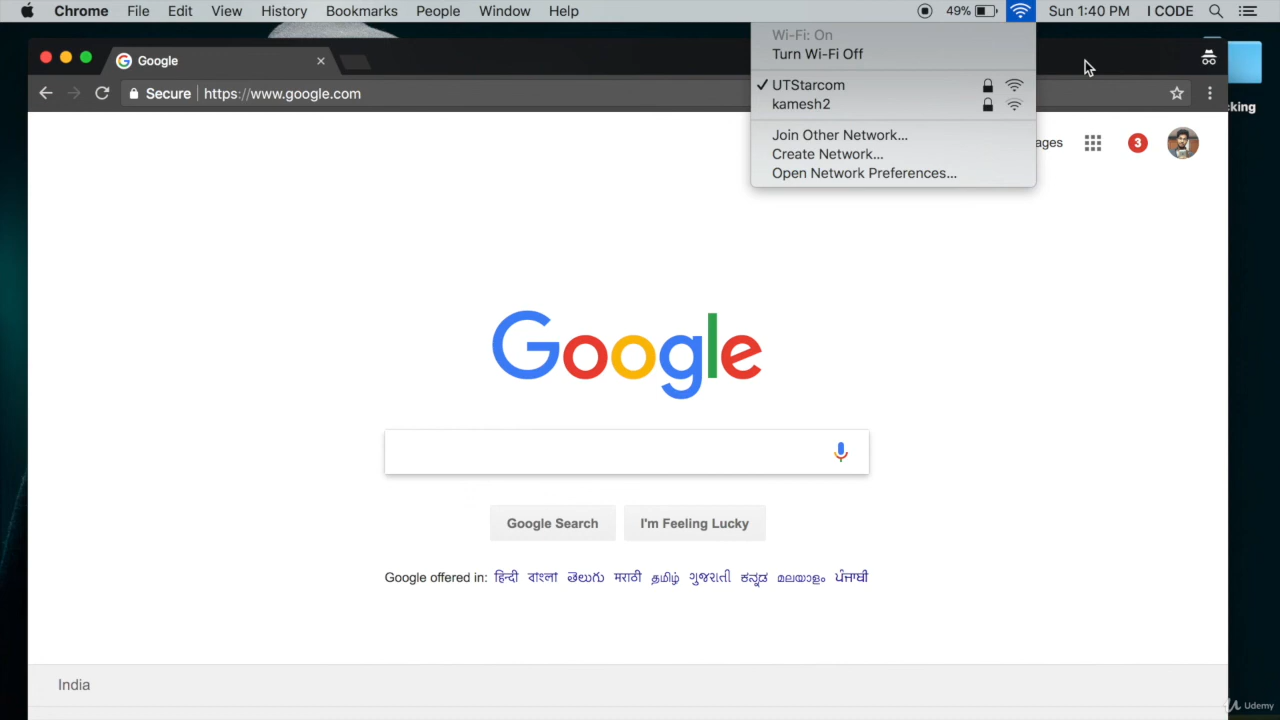 Chrome File Edit View History Bookmarks People Window Help 49% Sun 1:40 PM I CODE
Wi-Fi: On
Turn Wi-Fi Off
UTStarcom
kamesh2
Join Other Network...
Create Network...
Open Network Preferences...
Google
Secure https://www.google.com
king
ages 3
Google
Google Search I'm Feeling Lucky
Google offered in: हिन्दी বাংলা తెలుగు मराठी தமிழ் ગુજરાતી ಕನ್ನಡ മലയാളം ਪੰਜਾਬੀ
India
Udemy